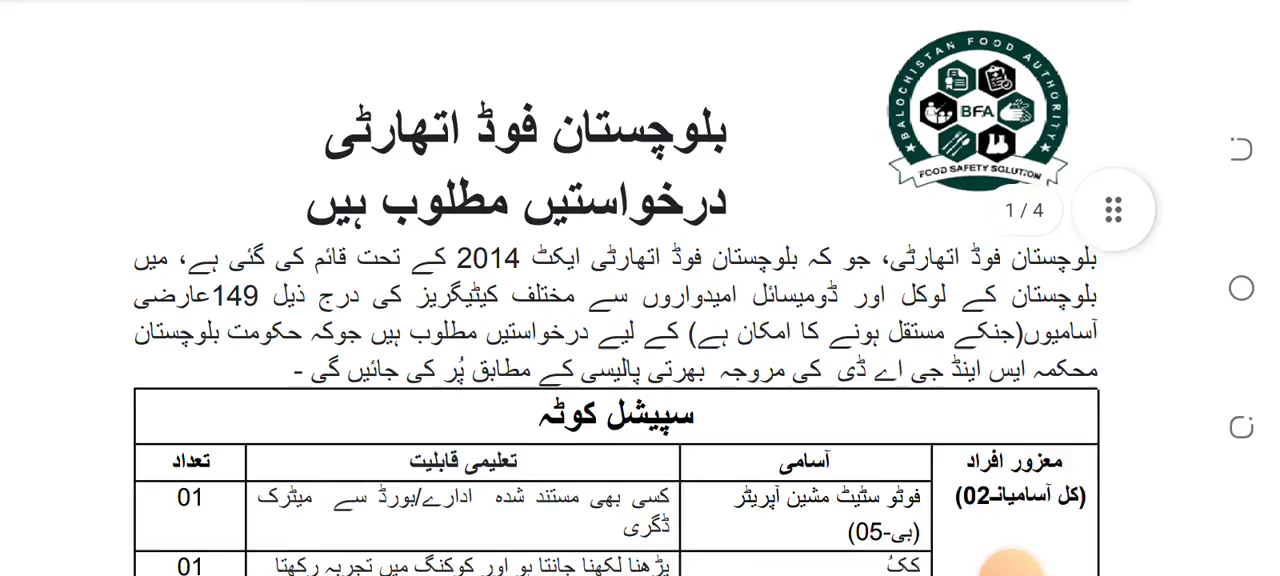 BALOCHISTAN FOOD AUTHORITY
BFA
FOOD SAFETY SOLUTION
بلوچستان فوڈ اتھارٹی
درخواستیں مطلوب ہیں
1 / 4
بلوچستان فوڈ اتھارٹی، جو کہ بلوچستان فوڈ اتھارٹی ایکٹ 2014 کے تحت قائم کی گئی ہے، میں
بلوچستان کے لوکل اور ڈومیسائل امیدواروں سے مختلف کیٹیگریز کی درج ذیل 149عارضی
آسامیوں(جنکے مستقل ہونے کا امکان ہے) کے لیے درخواستیں مطلوب ہیں جوکہ حکومت بلوچستان
محکمہ ایس اینڈ جی اے ڈی کی مروجہ بھرتی پالیسی کے مطابق پُر کی جائیں گی -
سپیشل کوٹہ
معزور افراد
(کل آسامیاں-02)
آسامی
تعلیمی قابلیت
تعداد
فوٹو سٹیٹ مشین آپریٹر
(بی-05)
کسی بھی مستند شدہ ادارے/بورڈ سے میٹرک
ڈگری
01
ککُ
پڑھنا لکھنا جانتا ہو اور کوکنگ میں تجربہ رکھتا
01